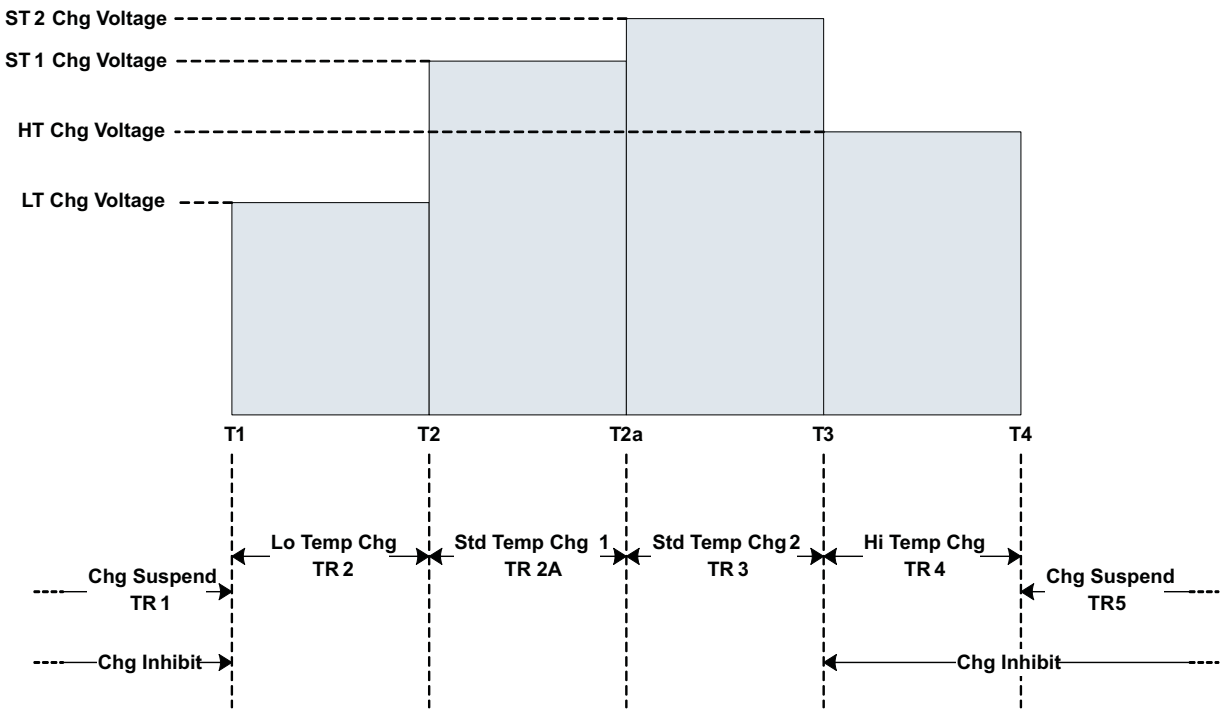 ST 2 Chg Voltage
ST 1 Chg Voltage
HT Chg Voltage
LT Chg Voltage
T1
T2
T2a
T3
T4
Lo Temp Chg
TR 2
Std Temp Chg 1
TR 2A
Std Temp Chg 2
TR 3
Hi Temp Chg
TR 4
Chg Suspend
TR 1
Chg Suspend
TR5
Chg Inhibit
Chg Inhibit